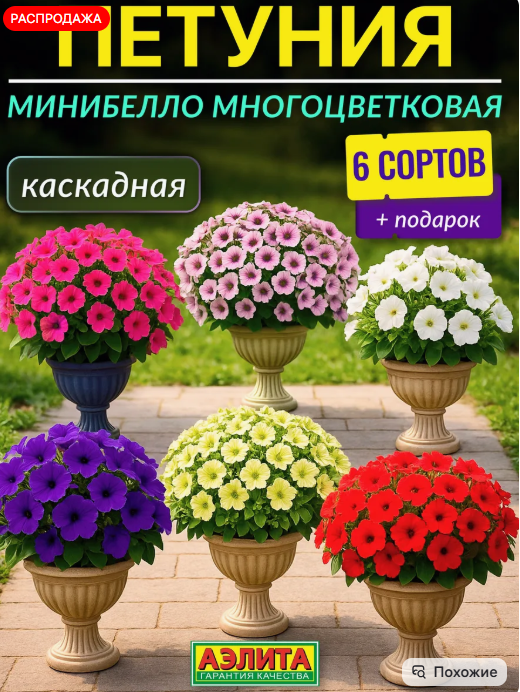 РАСПРОДАЖА
ПЕТУНИЯ
МИНИБЕЛЛО МНОГОЦВЕТКОВАЯ
6 СОРТОВ
+ подарок
каскадная
АЭЛИТА
ГАРАНТИЯ КАЧЕСТВА
Похожие